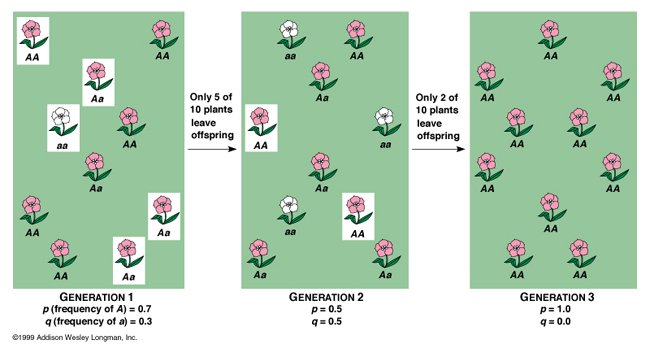 AA
AA
Aa
aa
AA
Aa
AA
Aa
AA
Aa
Only 5 of
10 plants
leave
offspring
aa
AA
Aa
AA
aa
Aa
aa
AA
Aa
Aa
Only 2 of
10 plants
leave
offspring
AA
AA
AA
AA
AA
AA
AA
AA
AA
AA
GENERATION 1
p (frequency of A) = 0.7
q (frequency of a) = 0.3
GENERATION 2
p = 0.5
q = 0.5
GENERATION 3
p = 1.0
q = 0.0
©1999 Addison Wesley Longman, Inc.